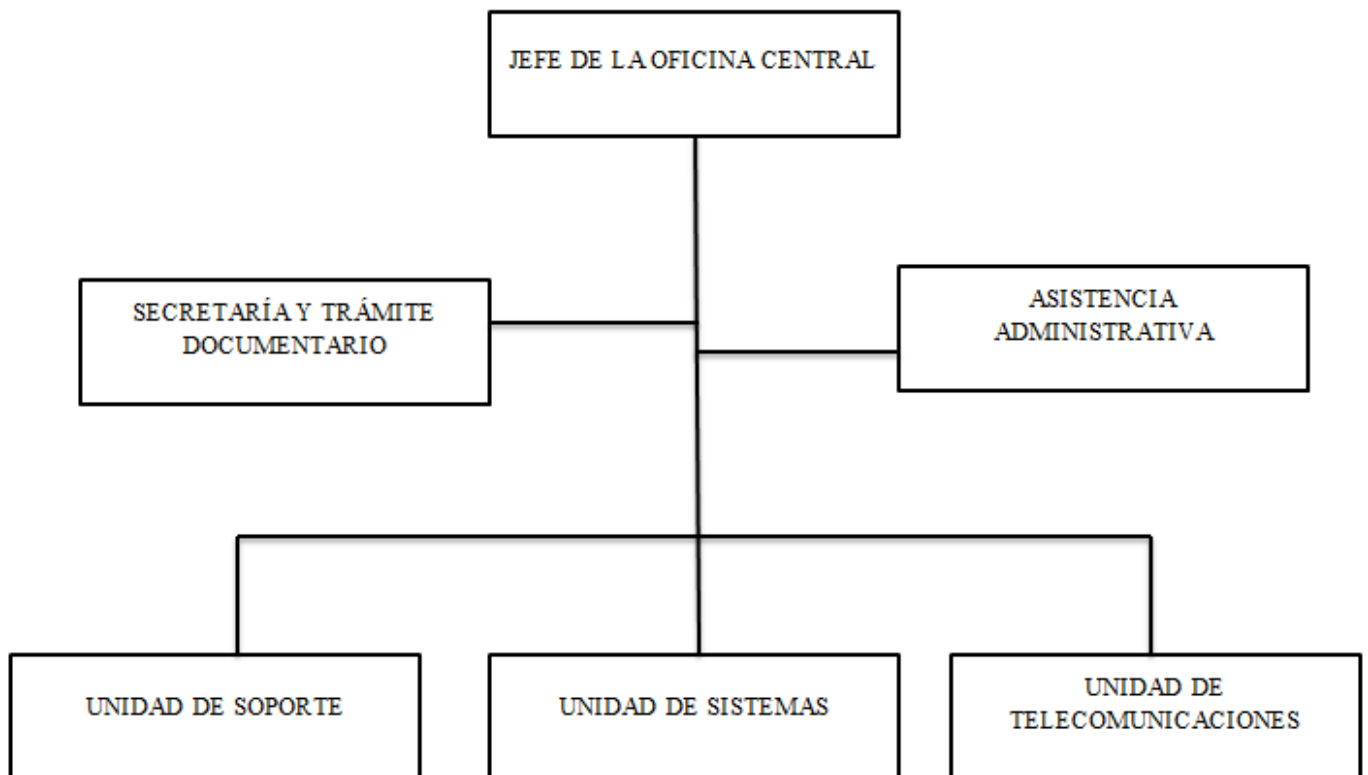 JEFE DE LA OFICINA CENTRAL
SECRETARÍA Y TRÁMITE
DOCUMENTARIO
ASISTENCIA
ADMINISTRATIVA
UNIDAD DE SOPORTE
UNIDAD DE SISTEMAS
UNIDAD DE
TELECOMUNICACIONES